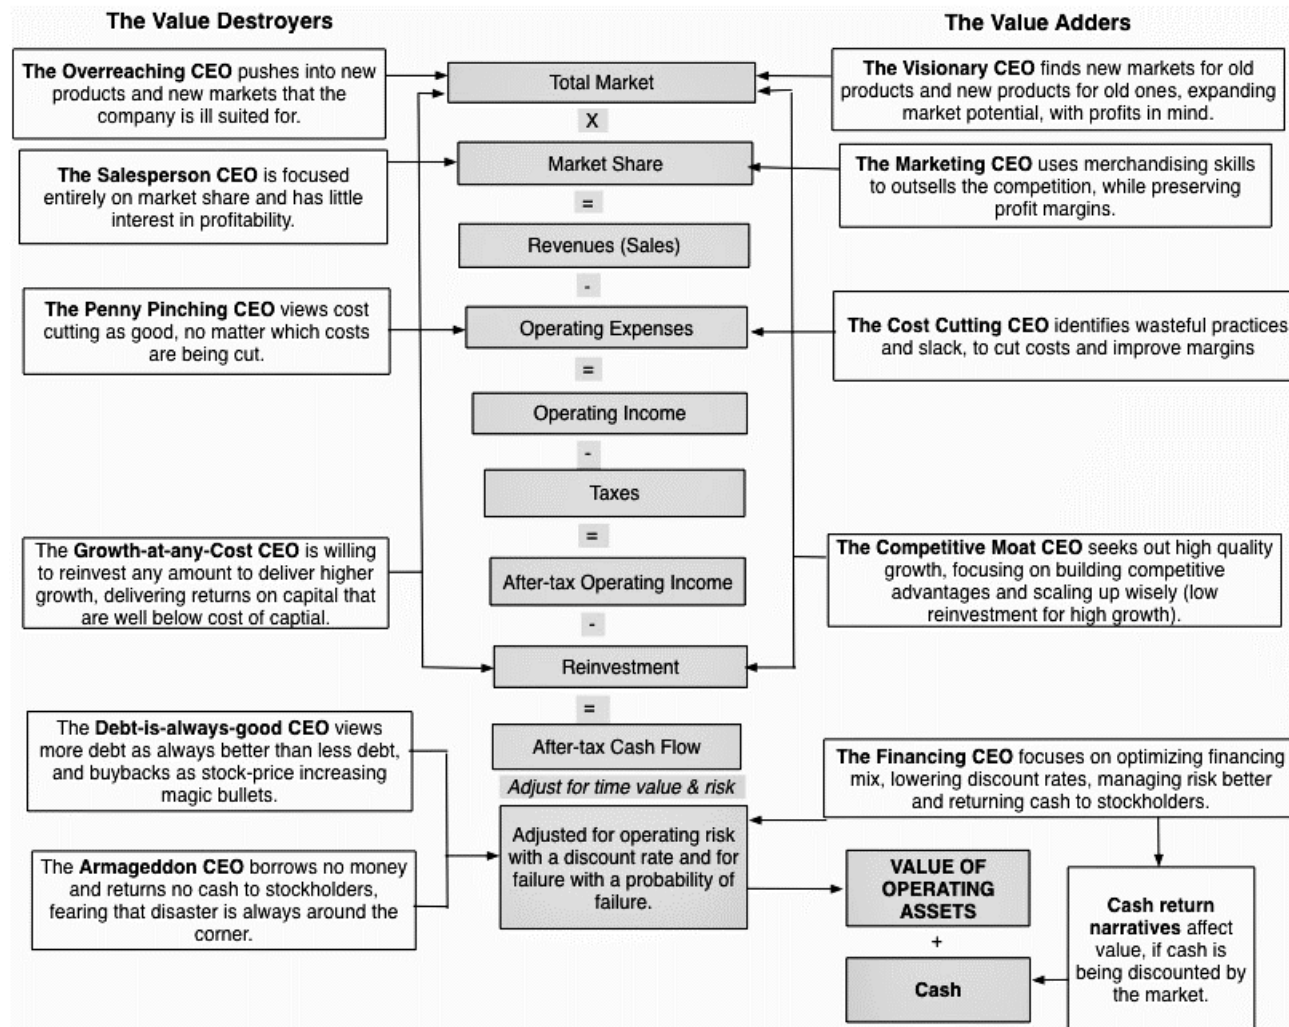 The Value Destroyers
The Value Adders
The Overreaching CEO pushes into new
products and new markets that the
company is ill suited for.
Total Market
The Visionary CEO finds new markets for old
products and new products for old ones, expanding
market potential, with profits in mind.
X
The Salesperson CEO is focused
entirely on market share and has little
interest in profitability.
Market Share
The Marketing CEO uses merchandising skills
to outsells the competition, while preserving
profit margins.
=
Revenues (Sales)
-
The Penny Pinching CEO views cost
cutting as good, no matter which costs
are being cut.
Operating Expenses
The Cost Cutting CEO identifies wasteful practices
and slack, to cut costs and improve margins
=
Operating Income
-
Taxes
=
The Growth-at-any-Cost CEO is willing
to reinvest any amount to deliver higher
growth, delivering returns on capital that
are well below cost of captial.
After-tax Operating Income
The Competitive Moat CEO seeks out high quality
growth, focusing on building competitive
advantages and scaling up wisely (low
reinvestment for high growth).
-
Reinvestment
=
The Debt-is-always-good CEO views
more debt as always better than less debt,
and buybacks as stock-price increasing
magic bullets.
After-tax Cash Flow
The Financing CEO focuses on optimizing financing
mix, lowering discount rates, managing risk better
and returning cash to stockholders.
Adjust for time value & risk
The Armageddon CEO borrows no money
and returns no cash to stockholders,
fearing that disaster is always around the
corner.
Adjusted for operating risk
with a discount rate and for
failure with a probability of
failure.
VALUE OF
OPERATING
ASSETS
+
Cash
Cash return
narratives affect
value, if cash is
being discounted by
the market.